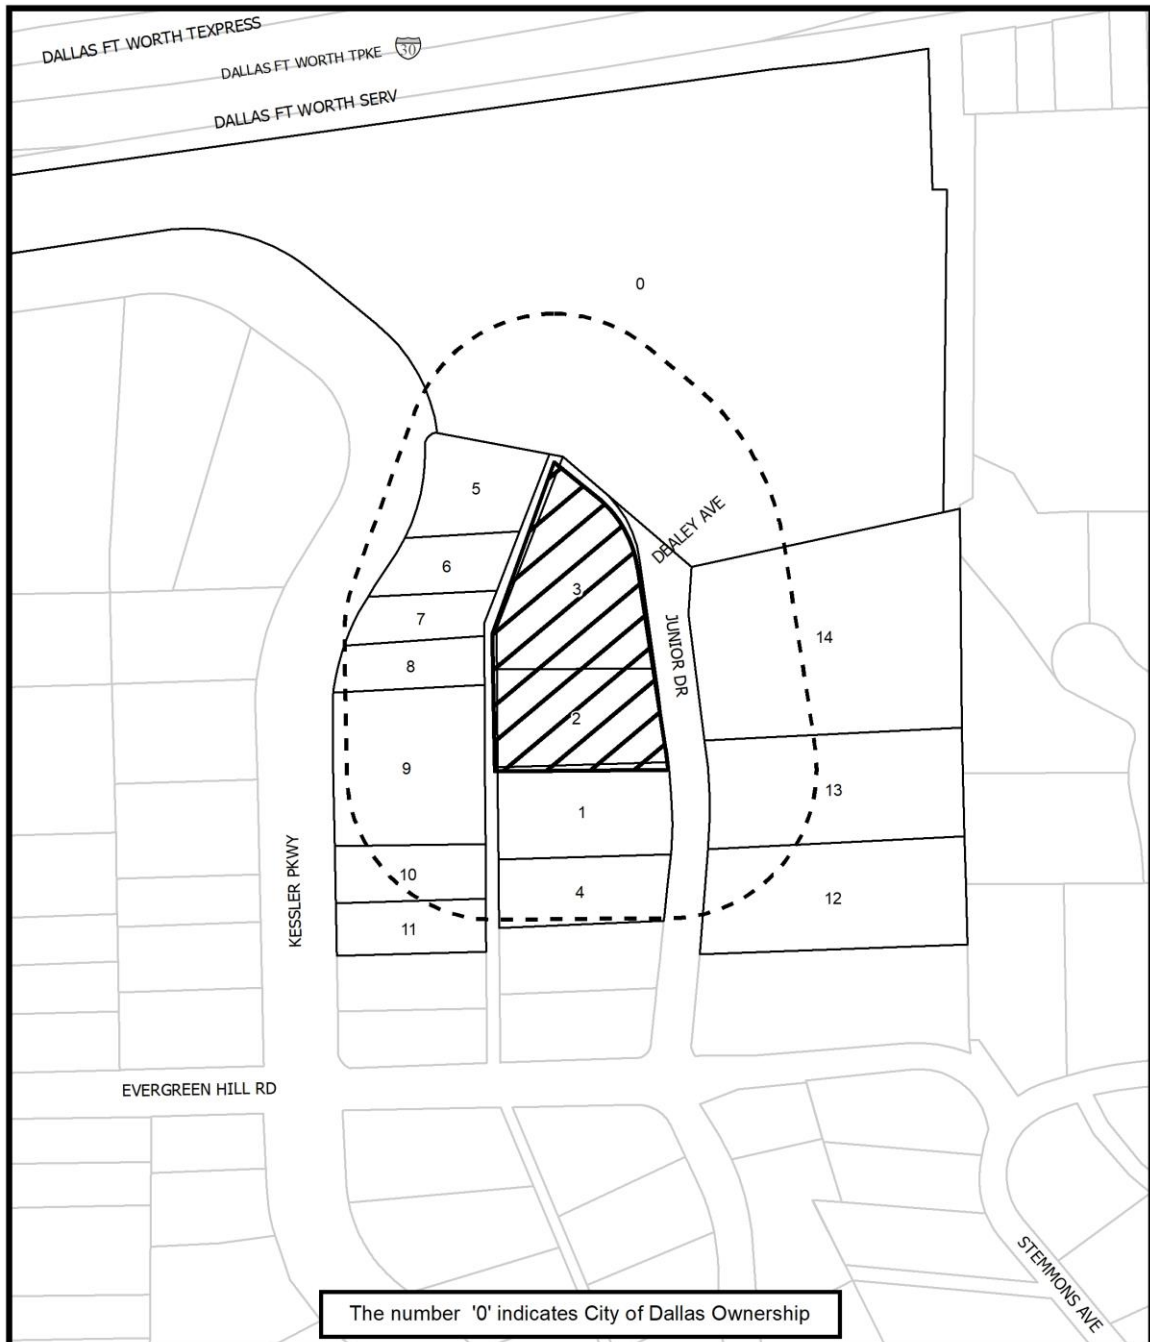 DALLAS FT WORTH TEXPRESS
DALLAS FT WORTH TPKE 30
DALLAS FT WORTH SERV
0
5
DEALEY AVE
6
3
7
JUNIOR DR
14
8
2
9
13
1
KESSLER PKWY
10
4
12
11
EVERGREEN HILL RD
STEMMONS AVE
The number '0' indicates City of Dallas Ownership